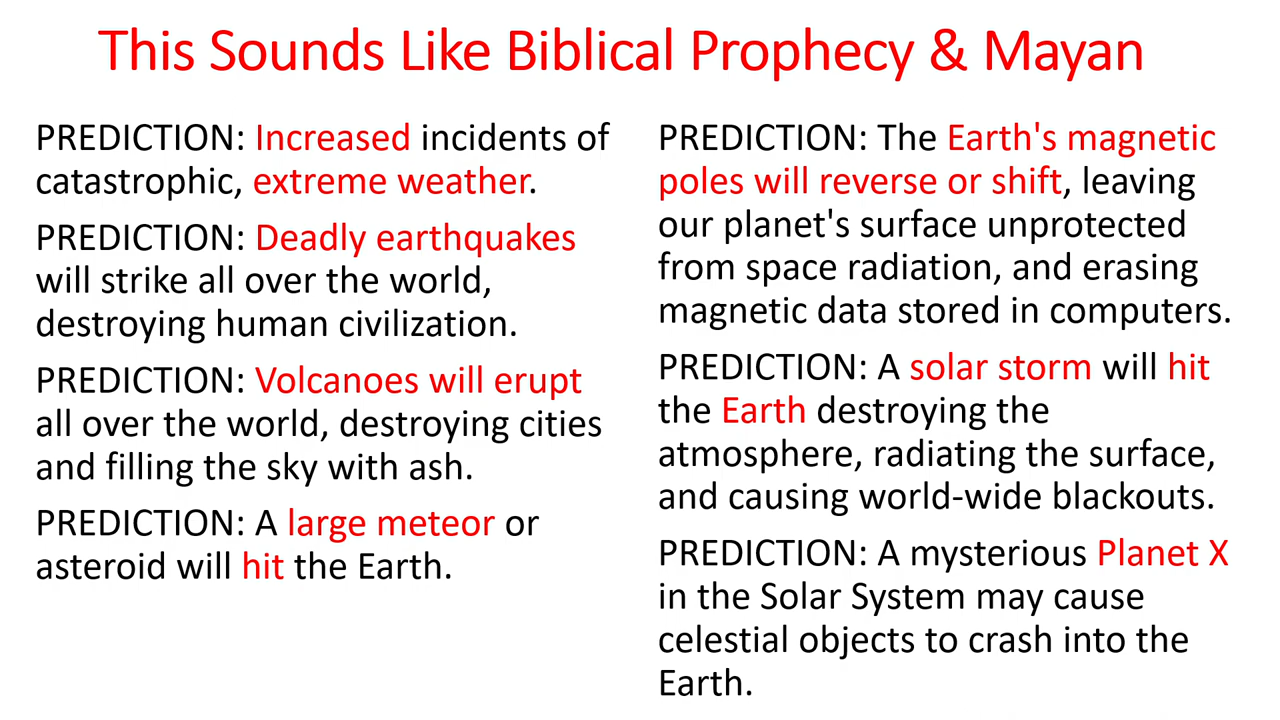 This Sounds Like Biblical Prophecy & Mayan
PREDICTION: Increased incidents of
catastrophic, extreme weather.
PREDICTION: Deadly earthquakes
will strike all over the world,
destroying human civilization.
PREDICTION: Volcanoes will erupt
all over the world, destroying cities
and filling the sky with ash.
PREDICTION: A large meteor or
asteroid will hit the Earth.
PREDICTION: The Earth's magnetic
poles will reverse or shift, leaving
our planet's surface unprotected
from space radiation, and erasing
magnetic data stored in computers.
PREDICTION: A solar storm will hit
the Earth destroying the
atmosphere, radiating the surface,
and causing world-wide blackouts.
PREDICTION: A mysterious Planet X
in the Solar System may cause
celestial objects to crash into the
Earth.